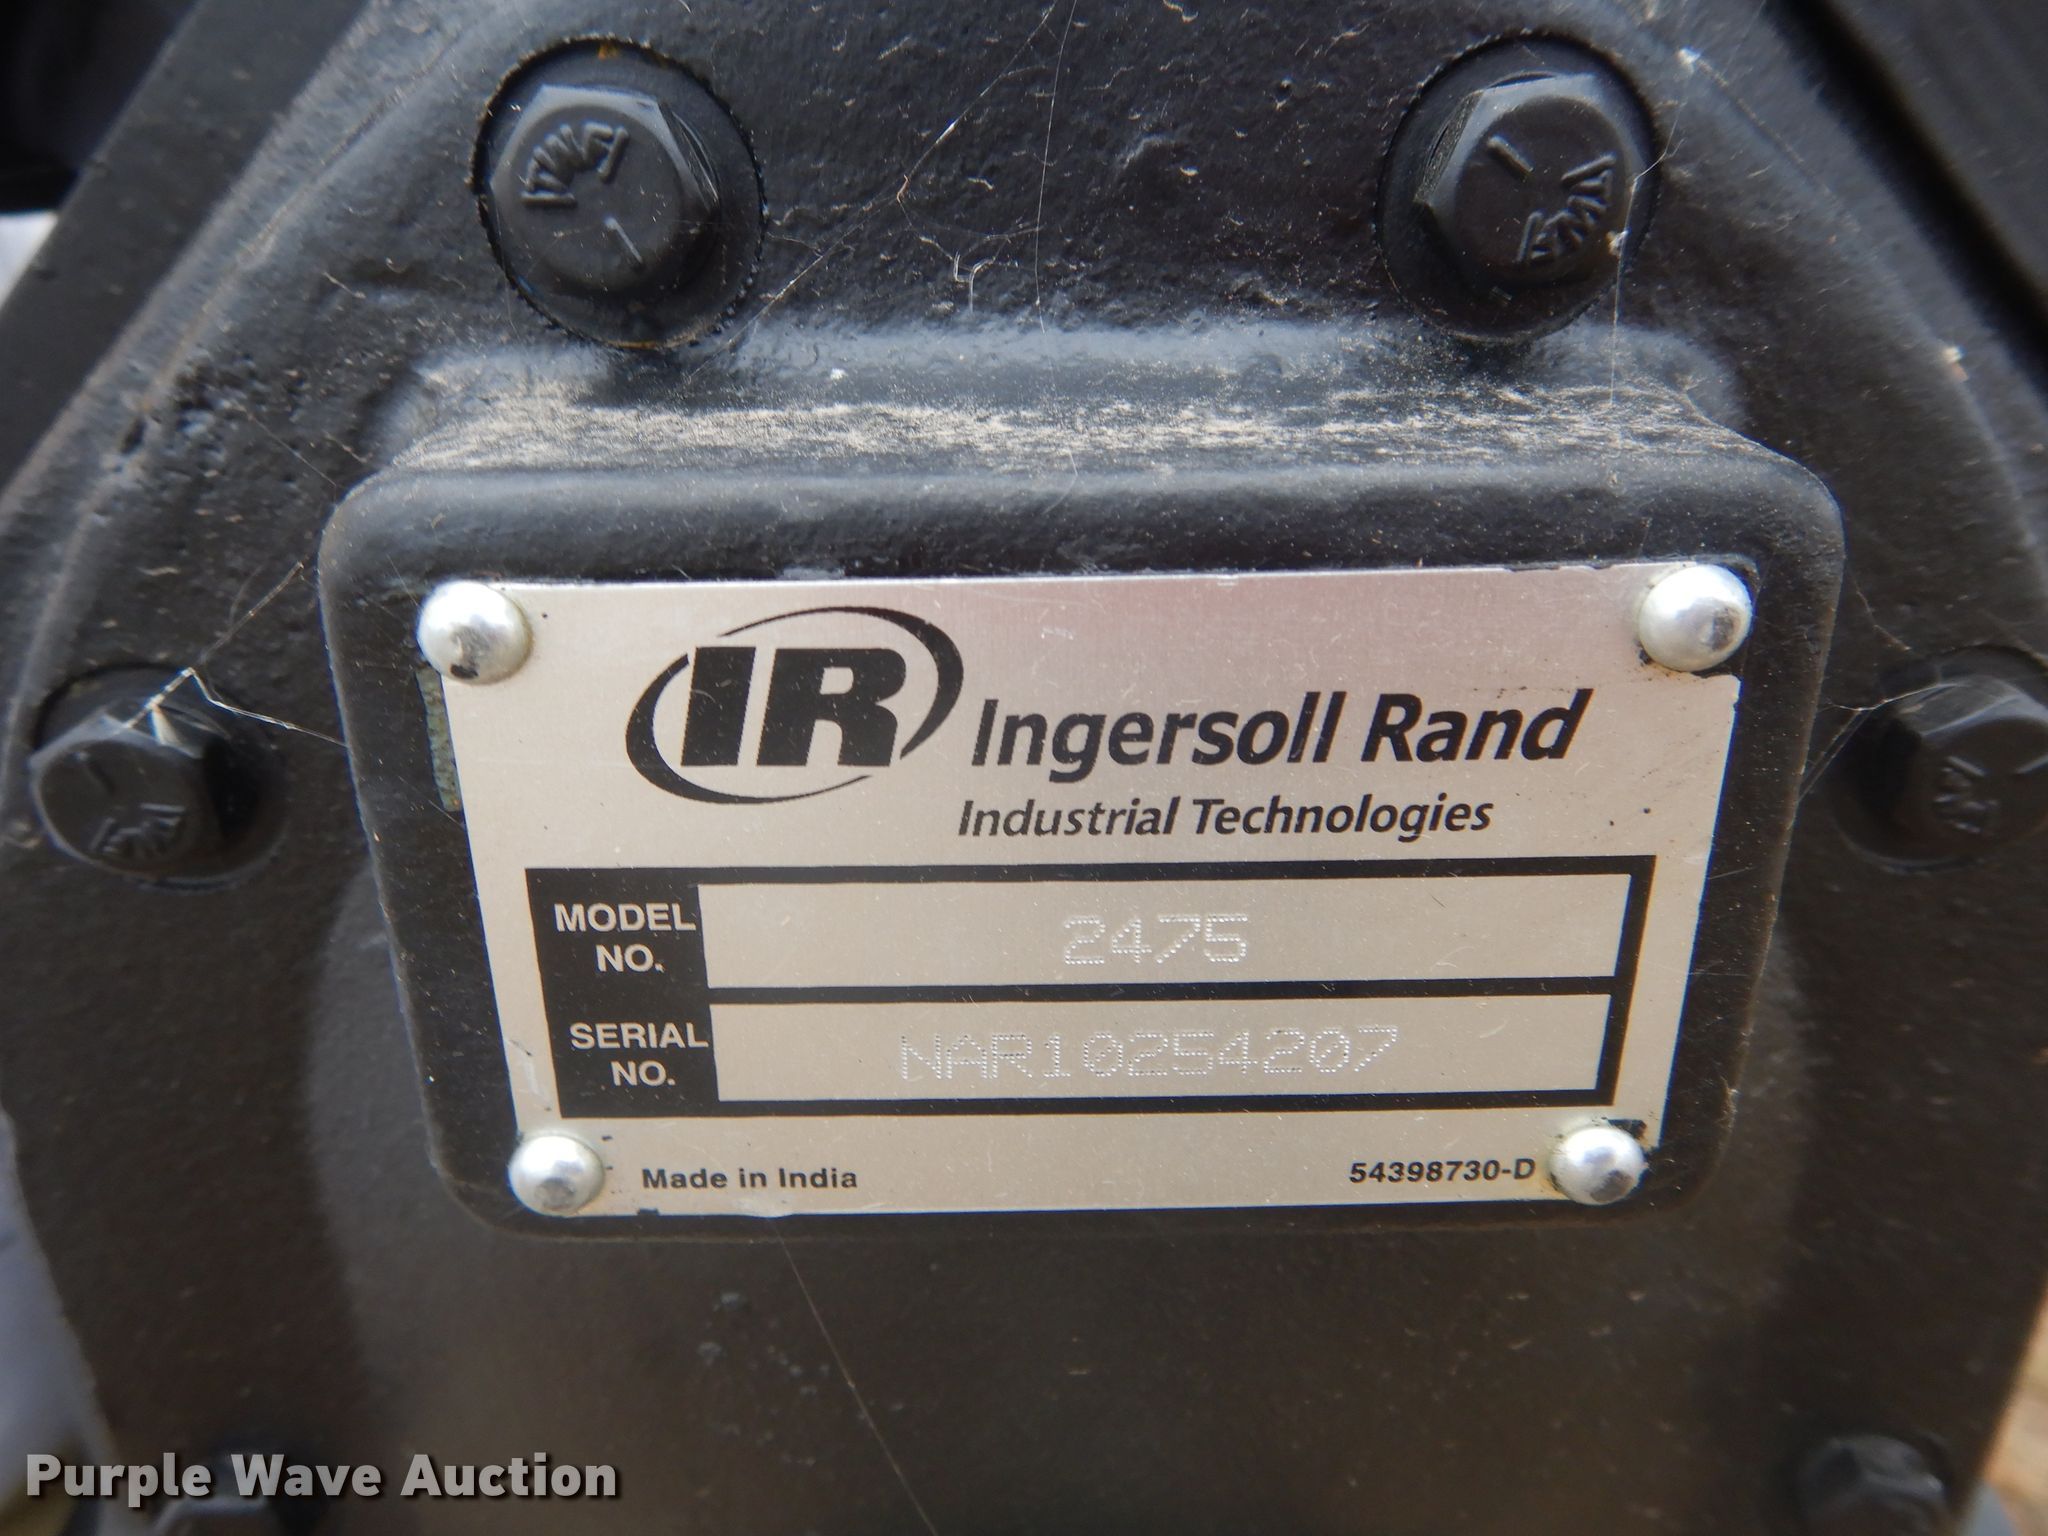 IR Ingersoll Rand
Industrial Technologies
MODEL NO. 2475
SERIAL NO. NAR10254207
Made in India 54398730-D
Purple Wave Auction